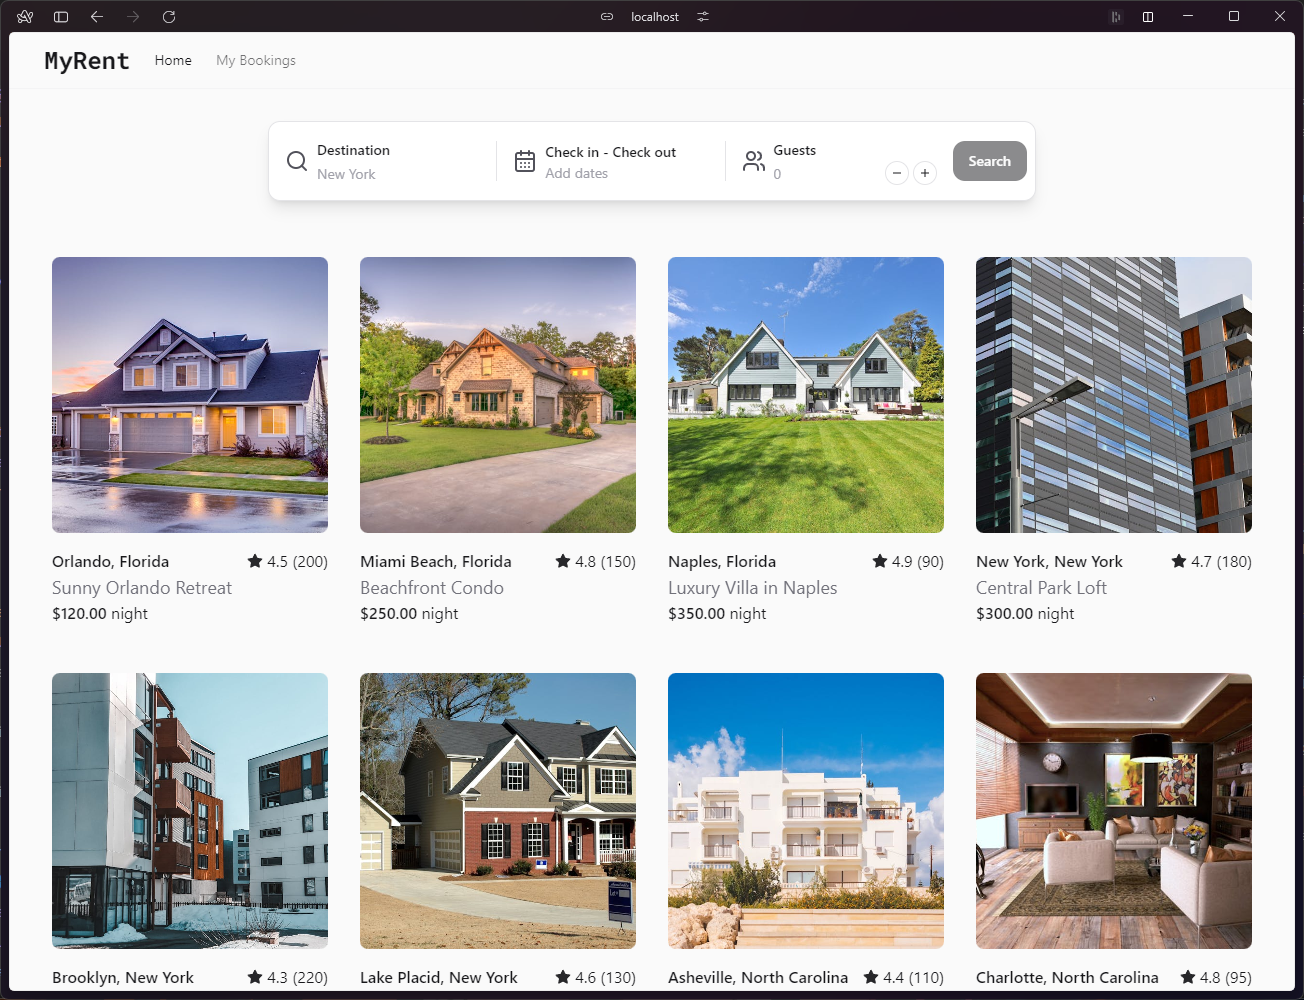 localhost
MyRent Home My Bookings
Destination
New York
Check in - Check out
Add dates
Guests
0
Search
Orlando, Florida 4.5 (200)
Sunny Orlando Retreat
$120.00 night
Miami Beach, Florida 4.8 (150)
Beachfront Condo
$250.00 night
Naples, Florida 4.9 (90)
Luxury Villa in Naples
$350.00 night
New York, New York 4.7 (180)
Central Park Loft
$300.00 night
Brooklyn, New York 4.3 (220)
Lake Placid, New York 4.6 (130)
Asheville, North Carolina 4.4 (110)
Charlotte, North Carolina 4.8 (95)